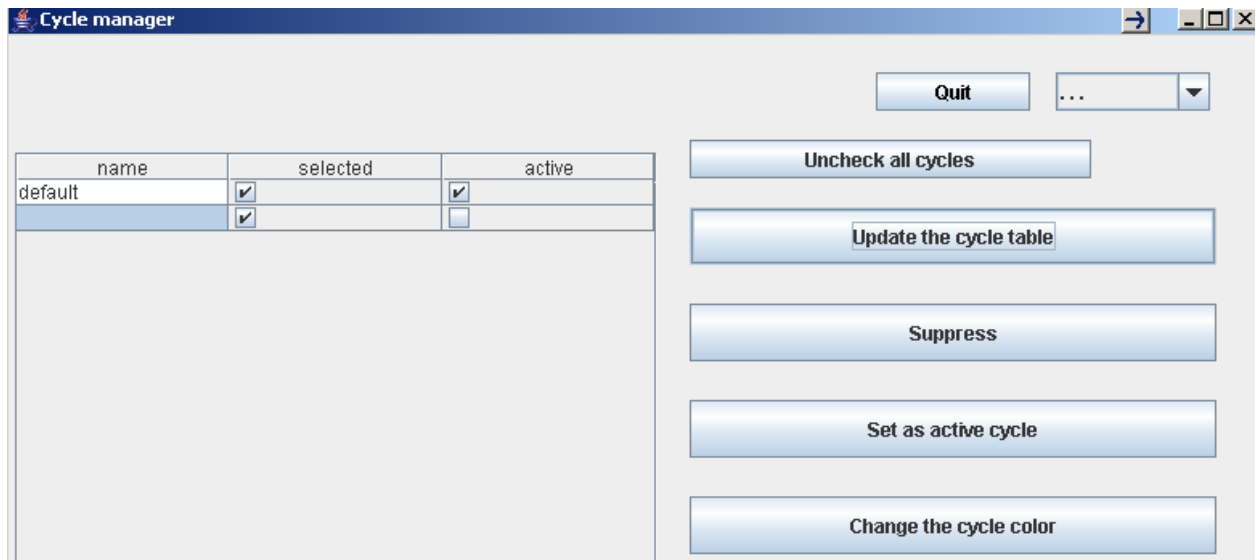 Cycle manager
Quit
...
Uncheck all cycles
name selected active
default
Update the cycle table
Suppress
Set as active cycle
Change the cycle color